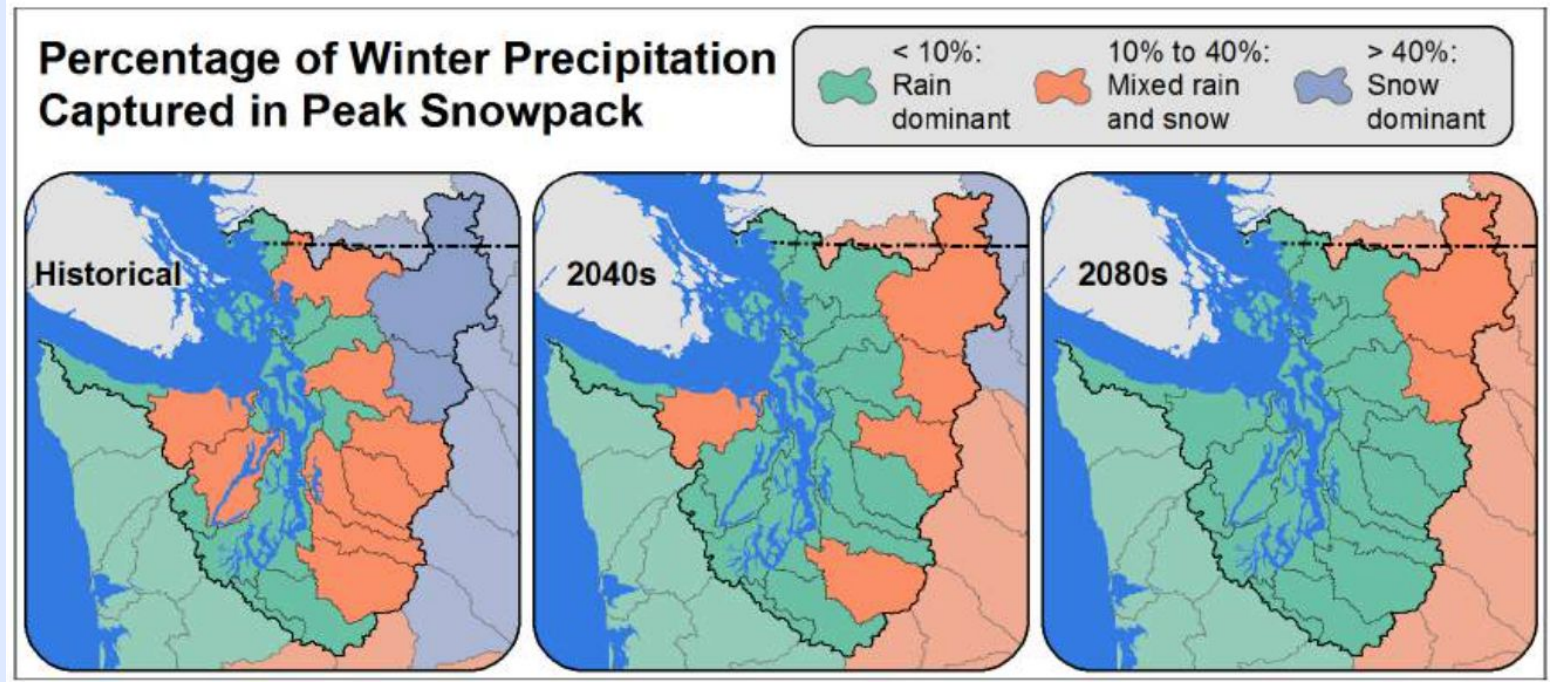 Percentage of Winter Precipitation
Captured in Peak Snowpack
< 10%:
Rain
dominant
10% to 40%:
Mixed rain
and snow
> 40%:
Snow
dominant
Historical
2040s
2080s